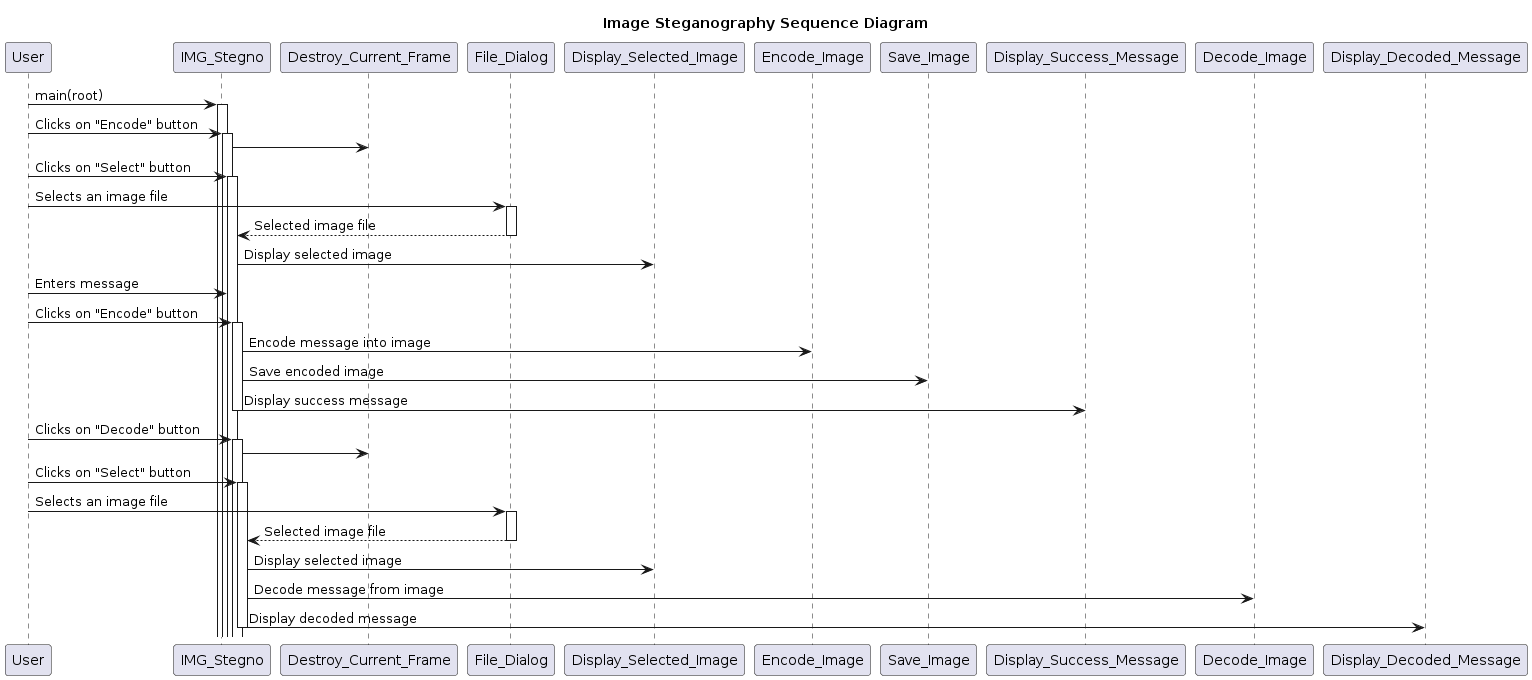 Image Steganography Sequence Diagram
User IMG_Stegno Destroy_Current_Frame File_Dialog Display_Selected_Image Encode_Image Save_Image Display_Success_Message Decode_Image Display_Decoded_Message
main(root)
Clicks on "Encode" button
Clicks on "Select" button
Selects an image file
Selected image file
Display selected image
Enters message
Clicks on "Encode" button
Encode message into image
Save encoded image
Display success message
Clicks on "Decode" button
Clicks on "Select" button
Selects an image file
Selected image file
Display selected image
Decode message from image
Display decoded message
User IMG_Stegno Destroy_Current_Frame File_Dialog Display_Selected_Image Encode_Image Save_Image Display_Success_Message Decode_Image Display_Decoded_Message